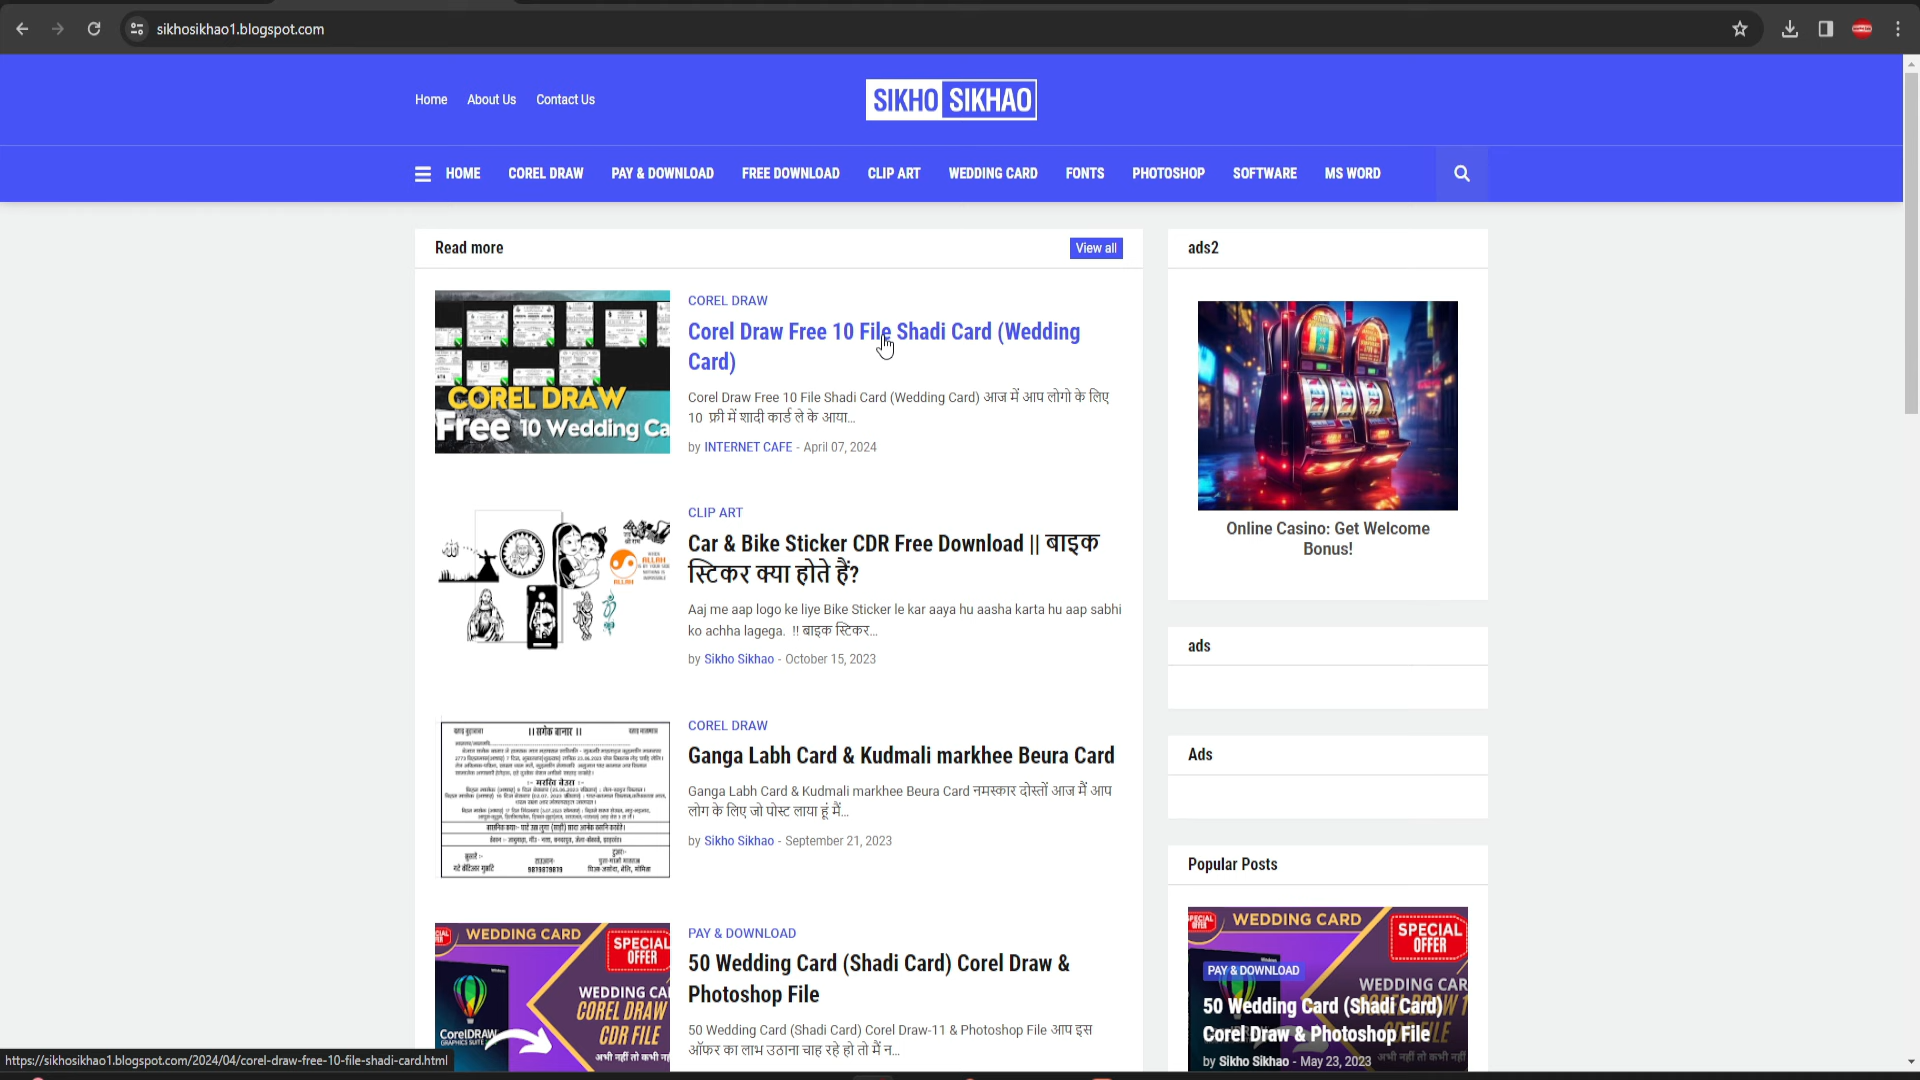 sikhosikhao1.blogspot.com
Home About Us Contact Us
SIKHO SIKHAO
HOME COREL DRAW PAY & DOWNLOAD FREE DOWNLOAD CLIP ART WEDDING CARD FONTS PHOTOSHOP SOFTWARE MS WORD
Read more
View all
COREL DRAW
Free 10 Wedding Ca
COREL DRAW
Corel Draw Free 10 File Shadi Card (Wedding
Card)
Corel Draw Free 10 File Shadi Card (Wedding Card) आज में आप लोगो के लिए
10 फ्री में शादी कार्ड ले के आया...
by INTERNET CAFE - April 07, 2024
CLIP ART
Car & Bike Sticker CDR Free Download || बाइक
स्टिकर क्या होते हैं?
Aaj me aap logo ke liye Bike Sticker le kar aaya hu aasha karta hu aap sabhi
ko achha lagega. !! बाइक स्टिकर...
by Sikho Sikhao - October 15, 2023
COREL DRAW
Ganga Labh Card & Kudmali markhee Beura Card
Ganga Labh Card & Kudmali markhee Beura Card नमस्कार दोस्तों आज मैं आप
लोग के लिए जो पोस्ट लाया हूं मैं...
by Sikho Sikhao - September 21, 2023
WEDDING CARD
SPECIAL
OFFER
WEDDING CA
COREL DRAW
CDR FILE
CorelDRAW
अभी नहीं तो कभी नहीं
PAY & DOWNLOAD
50 Wedding Card (Shadi Card) Corel Draw &
Photoshop File
50 Wedding Card (Shadi Card) Corel Draw-11 & Photoshop File आप इस
ऑफर का लाभ उठाना चाह रहे हो तो मैं न...
ads2
Online Casino: Get Welcome
Bonus!
ads
Ads
Popular Posts
WEDDING CARD
SPECIAL
OFFER
PAY & DOWNLOAD
WEDDING CAR
50 Wedding Card (Shadi Card)
Corel Draw & Photoshop File
by Sikho Sikhao - May 23, 2023
https://sikhosikhao1.blogspot.com/2024/04/corel-draw-free-10-file-shadi-card.html